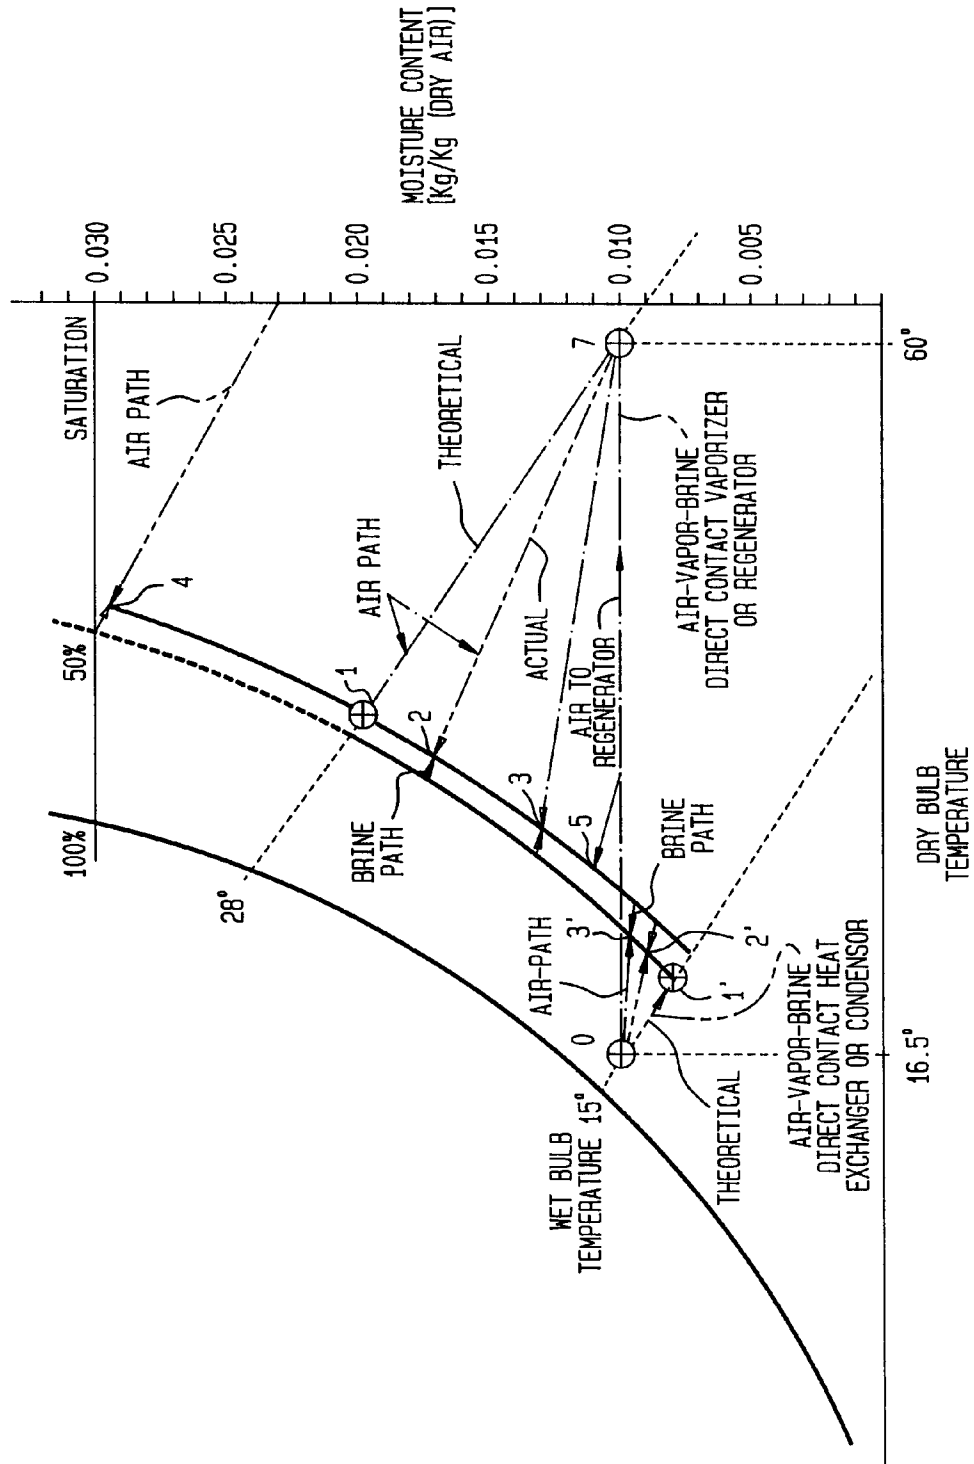 MOISTURE CONTENT
[Kg/Kg (DRY AIR)]
0.030
0.025
0.020
0.015
0.010
0.005
SATURATION
100%
50%
AIR PATH
4
28°
1
AIR PATH
THEORETICAL
BRINE
PATH
2
ACTUAL
3
7
5
AIR TO
REGENERATOR
AIR-VAPOR-BRINE
DIRECT CONTACT VAPORIZER
OR REGENERATOR
WET BULB
TEMPERATURE 15°
0
AIR-PATH
3'
BRINE
PATH
2'
1'
THEORETICAL
AIR-VAPOR-BRINE
DIRECT CONTACT HEAT
EXCHANGER OR CONDENSOR
16.5°
DRY BULB
TEMPERATURE
60°